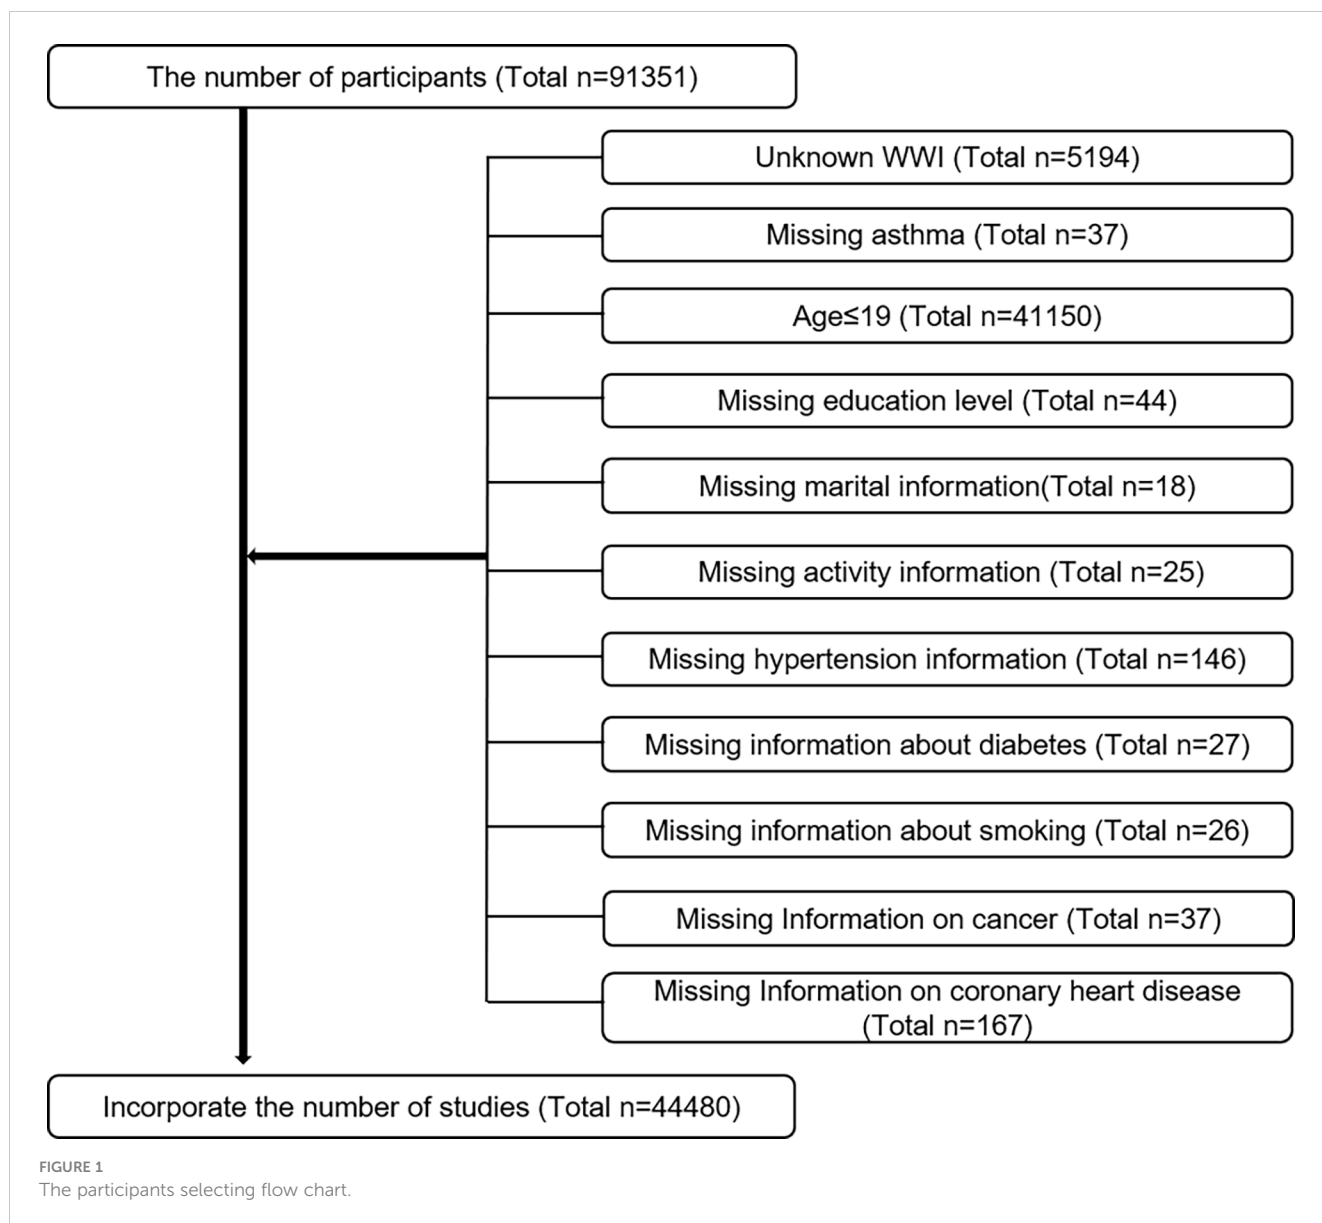 The number of participants (Total n=91351)
Unknown WWI (Total n=5194)
Missing asthma (Total n=37)
Age≤19 (Total n=41150)
Missing education level (Total n=44)
Missing marital information(Total n=18)
Missing activity information (Total n=25)
Missing hypertension information (Total n=146)
Missing information about diabetes (Total n=27)
Missing information about smoking (Total n=26)
Missing Information on cancer (Total n=37)
Missing Information on coronary heart disease
(Total n=167)
Incorporate the number of studies (Total n=44480)
FIGURE 1
The participants selecting flow chart.